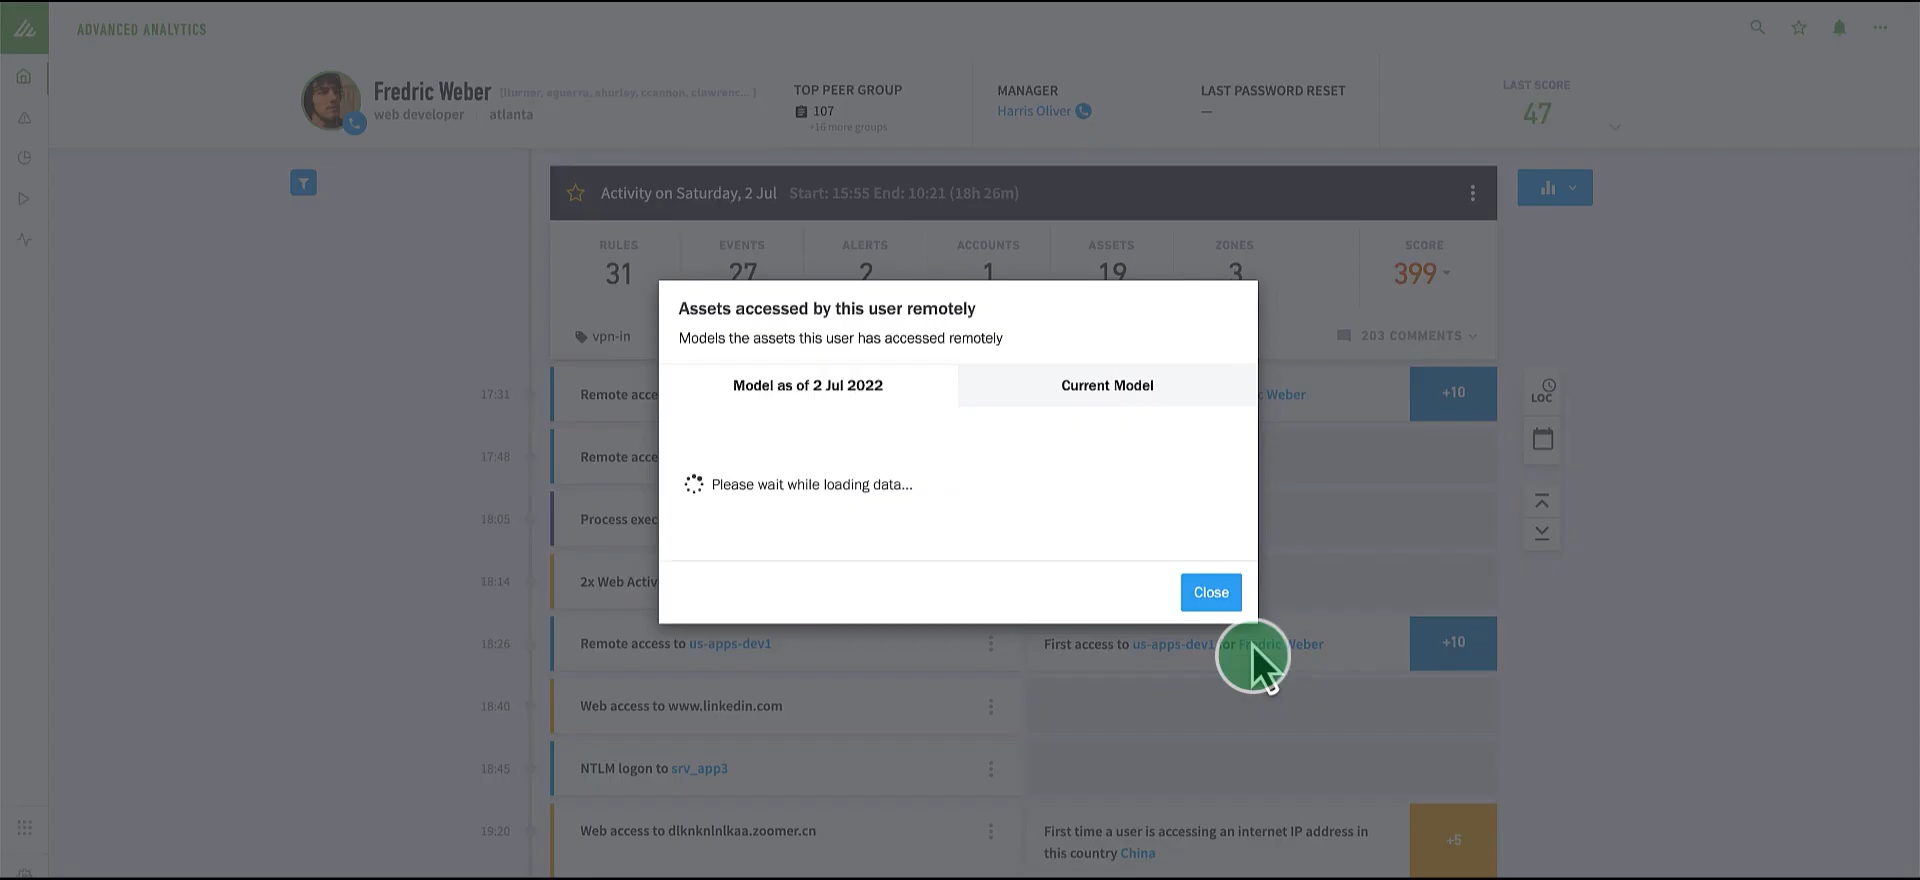 ADVANCED ANALYTICS
Fredric Weber
web developer atlanta
TOP PEER GROUP
107
+16 more groups
MANAGER
Harris Oliver
LAST PASSWORD RESET
—
LAST SCORE
47
Activity on Saturday, 2 Jul Start: 15:55 End: 10:21 (18h 26m)
RULES EVENTS ALERTS ACCOUNTS ASSETS ZONES SCORE
31 27 2 1 19 3 399
vpn-in
203 COMMENTS
Assets accessed by this user remotely
Models the assets this user has accessed remotely
Model as of 2 Jul 2022 Current Model
Please wait while loading data...
Close
17:31 Remote acce Weber +10
LOC
17:48 Remote acce
18:05 Process exec
18:14 2x Web Activ
18:26 Remote access to us-apps-dev1 First access to us-apps-dev1 for Fredric Weber +10
18:40 Web access to www.linkedin.com
18:45 NTLM logon to srv_app3
19:20 Web access to dlknknlnlkaa.zoomer.cn First time a user is accessing an internet IP address in
this country China
+5